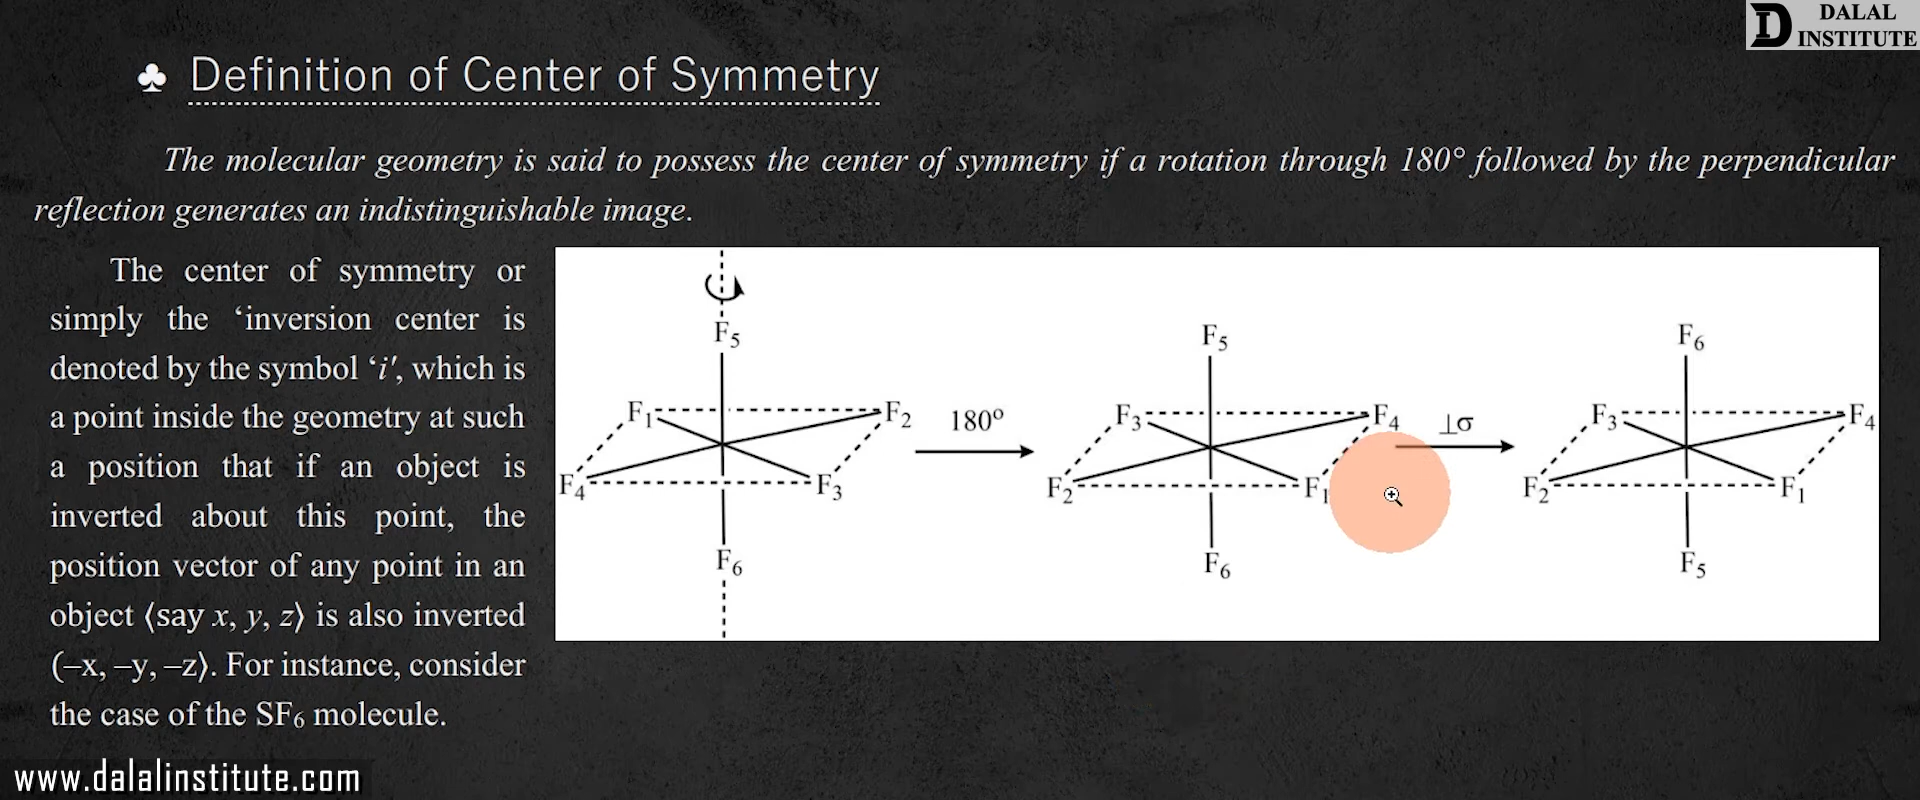 DALAL
INSTITUTE
♣ Definition of Center of Symmetry
The molecular geometry is said to possess the center of symmetry if a rotation through 180° followed by the perpendicular
reflection generates an indistinguishable image.
The center of symmetry or
simply the ‘inversion center is
denoted by the symbol ‘i′, which is
a point inside the geometry at such
a position that if an object is
inverted about this point, the
position vector of any point in an
object (say x, y, z) is also inverted
(–x, –y, –z). For instance, consider
the case of the SF₆ molecule.
F₅
F₁ F₂
F₄ F₃
F₆
180⁰
F₅
F₃ F₄
F₂ F₁
F₆
⊥σ
F₆
F₃ F₄
F₂ F₁
F₅
www.dalalinstitute.com